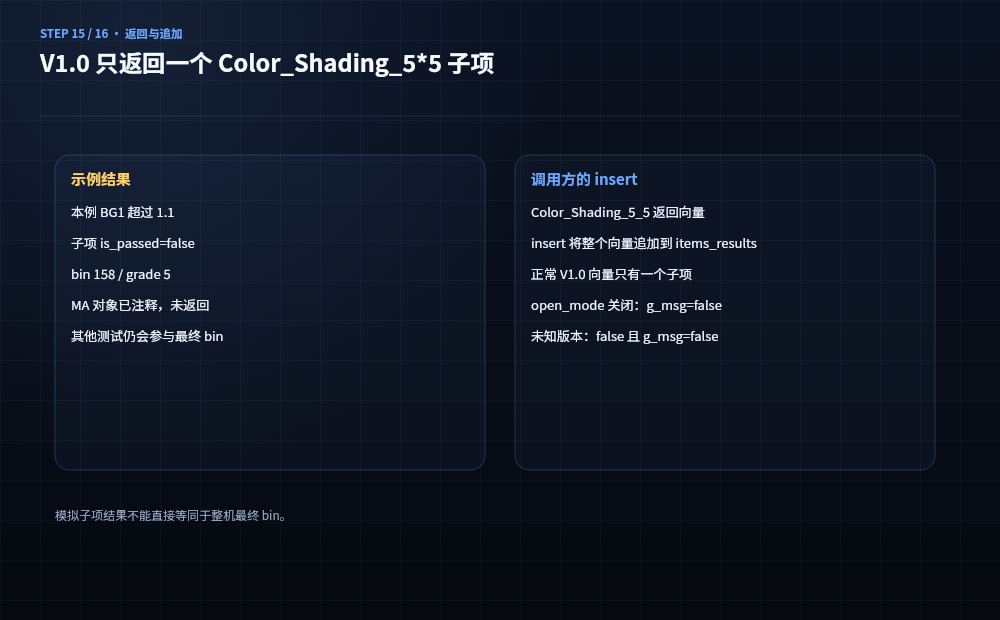 STEP 15 / 16 • 返回与追加
V1.0 只返回一个 Color_Shading_5*5 子项
示例结果
本例 BG1 超过 1.1
子项 is_passed=false
bin 158 / grade 5
MA 对象已注释，未返回
其他测试仍会参与最终 bin
调用方的 insert
Color_Shading_5_5 返回向量
insert 将整个向量追加到 items_results
正常 V1.0 向量只有一个子项
open_mode 关闭：g_msg=false
未知版本：false 且 g_msg=false
模拟子项结果不能直接等同于整机最终 bin。